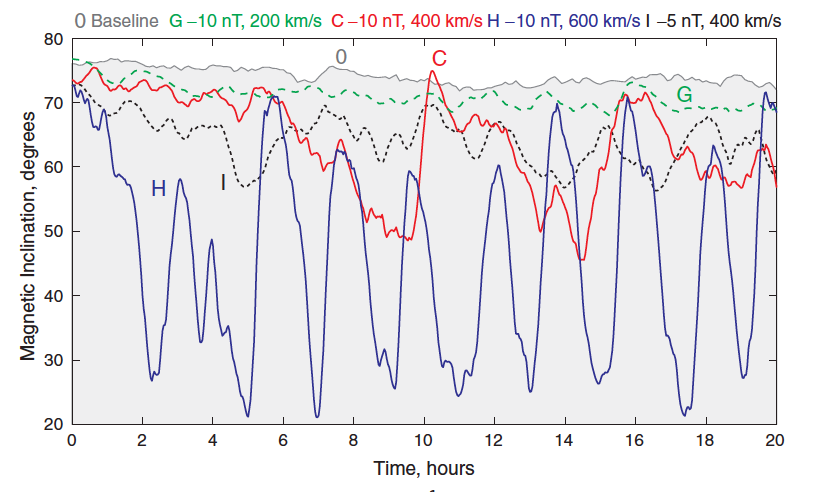 0 Baseline G –10 nT, 200 km/s C –10 nT, 400 km/s H –10 nT, 600 km/s I –5 nT, 400 km/s
80
70
60
50
40
30
20
Magnetic Inclination, degrees
0
C
G
H
I
0 2 4 6 8 10 12 14 16 18 20
Time, hours